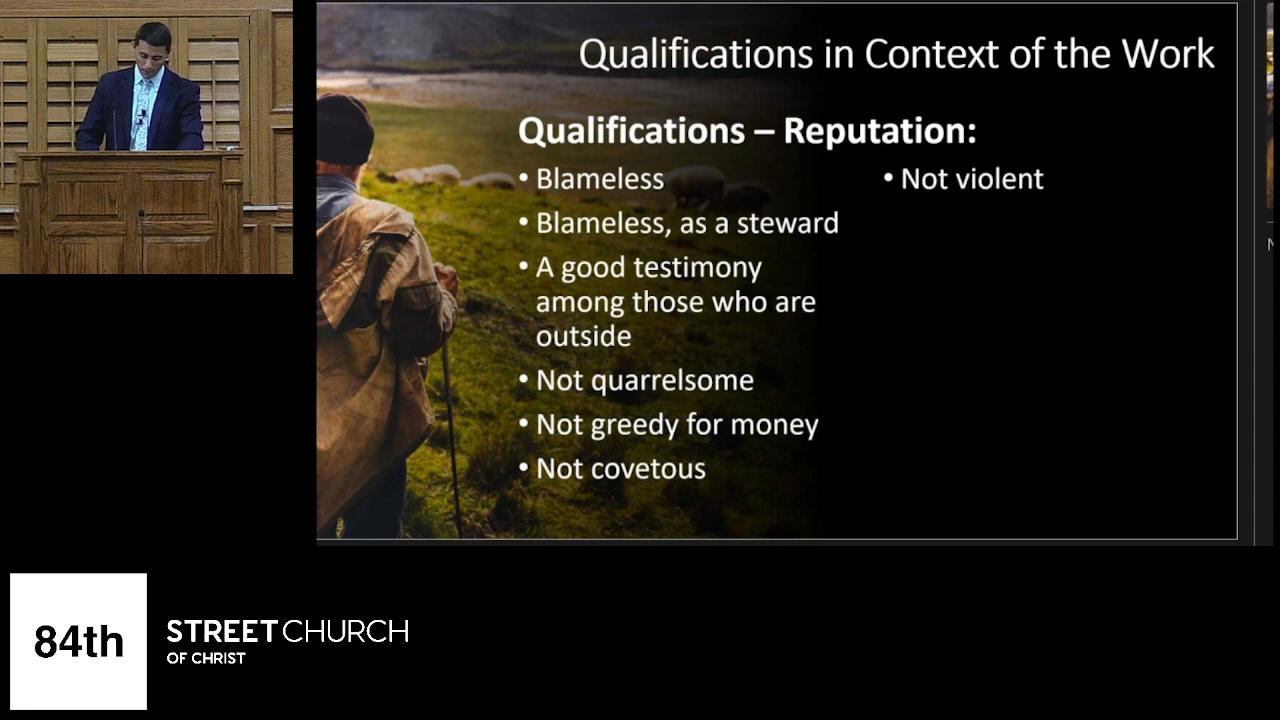 Qualifications in Context of the Work
Qualifications – Reputation:
• Blameless
• Blameless, as a steward
• A good testimony
among those who are
outside
• Not quarrelsome
• Not greedy for money
• Not covetous
• Not violent
84th
STREET CHURCH
OF CHRIST